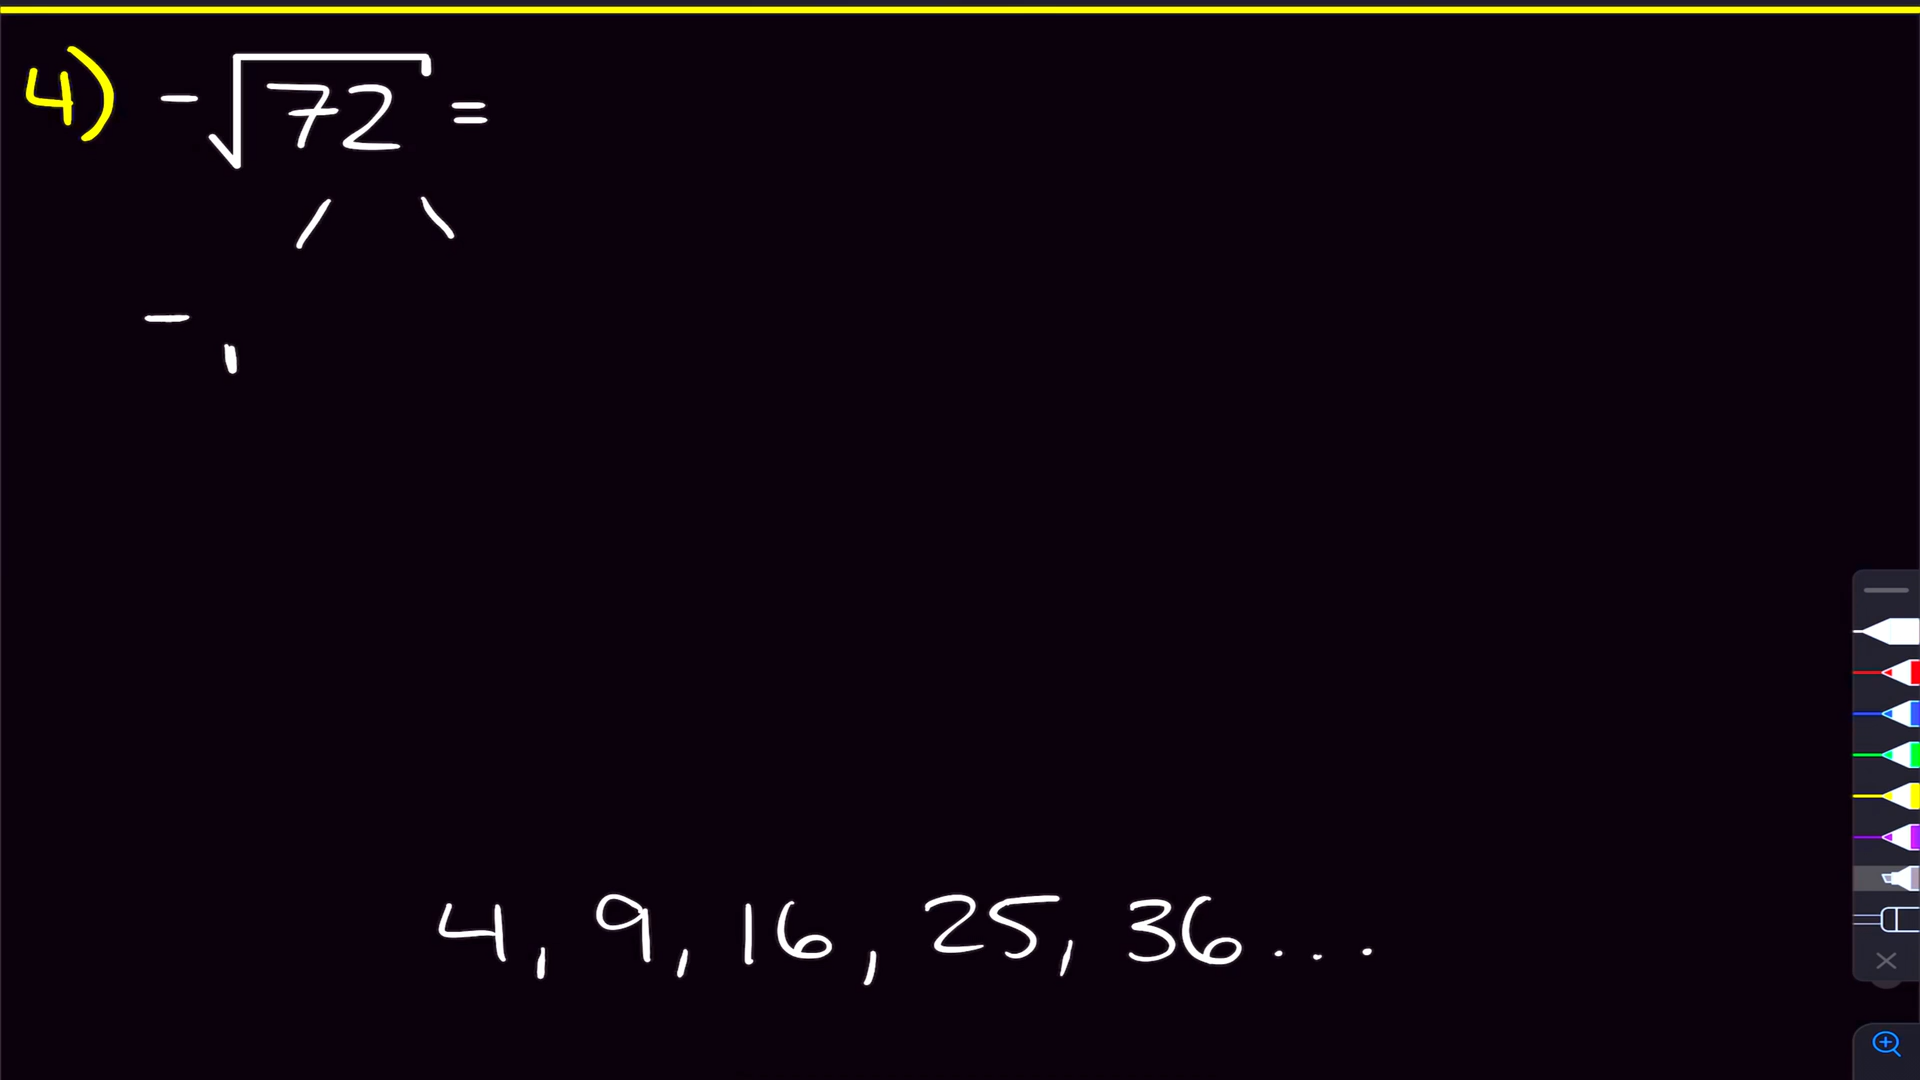 4) -√72 =
-
4, 9, 16, 25, 36...